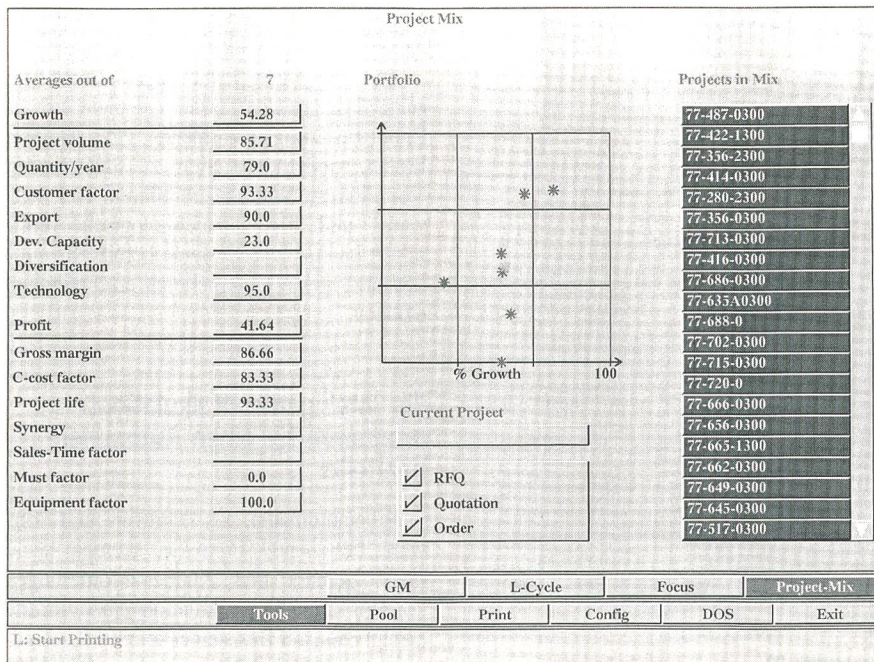 Project Mix
Averages out of 7
Growth 54.28
Project volume 85.71
Quantity/year 79.0
Customer factor 93.33
Export 90.0
Dev. Capacity 23.0
Diversification
Technology 95.0
Profit 41.64
Gross margin 86.66
C-cost factor 83.33
Project life 93.33
Synergy
Sales-Time factor
Must factor 0.0
Equipment factor 100.0
Portfolio
% Growth 100
Current Project
RFQ
Quotation
Order
Projects in Mix
77-487-0300
77-422-1300
77-356-2300
77-414-0300
77-280-2300
77-356-0300
77-713-0300
77-416-0300
77-686-0300
77-635A0300
77-688-0
77-702-0300
77-715-0300
77-720-0
77-666-0300
77-656-0300
77-665-1300
77-662-0300
77-649-0300
77-645-0300
77-517-0300
GM L-Cycle Focus Project-Mix
Tools Pool Print Config DOS Exit
L: Start Printing